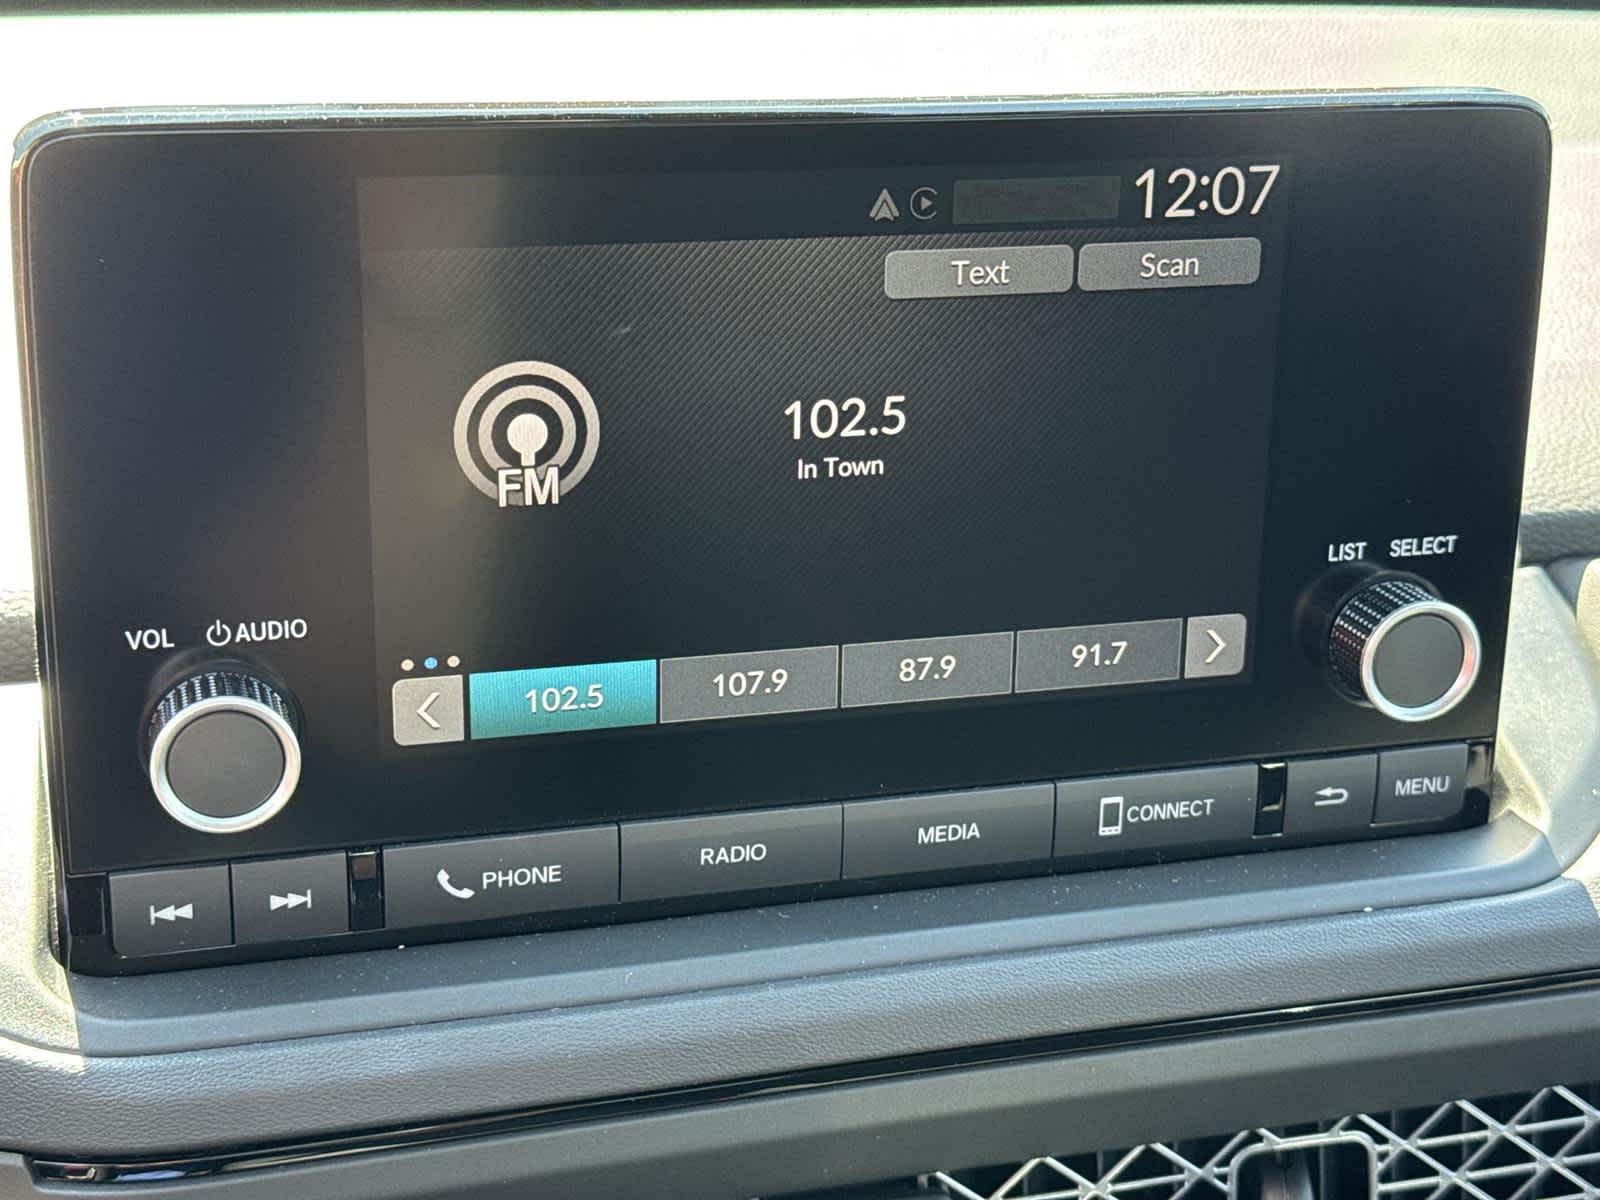 12:07
Text Scan
102.5
In Town
FM
LIST SELECT
VOL AUDIO
102.5 107.9 87.9 91.7
PHONE RADIO MEDIA CONNECT MENU